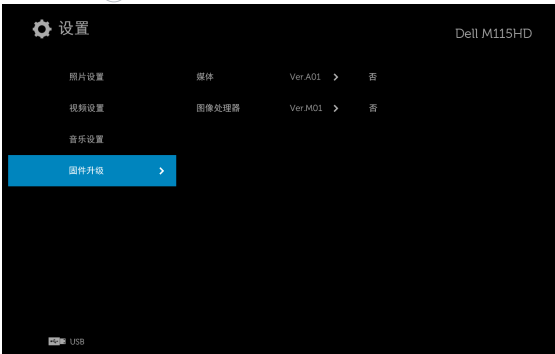 设置
Dell M115HD
照片设置 媒体 Ver.A01 > 否
视频设置 图像处理器 Ver.M01 > 否
音乐设置
固件升级 >
USB